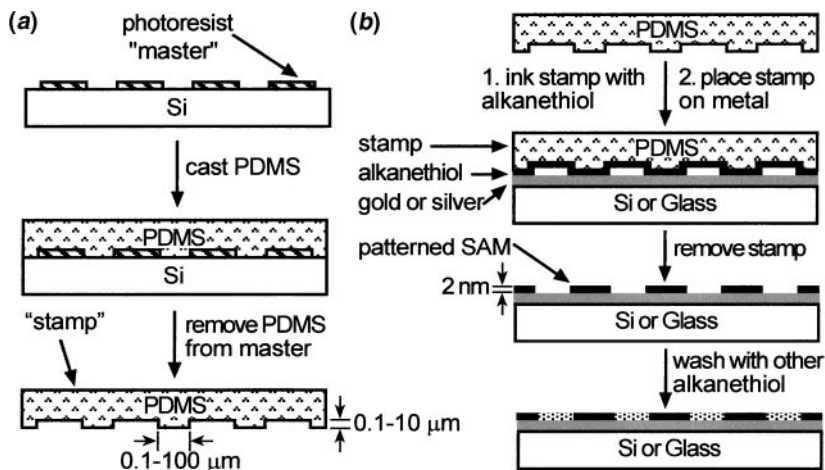 (a)
photoresist
"master"
Si
cast PDMS
PDMS
Si
"stamp"
remove PDMS
from master
PDMS
0.1-10 μm
0.1-100 μm
(b)
PDMS
1. ink stamp with
alkanethiol
2. place stamp
on metal
stamp
PDMS
alkanethiol
gold or silver
Si or Glass
patterned SAM
remove stamp
2 nm
Si or Glass
wash with other
alkanethiol
Si or Glass